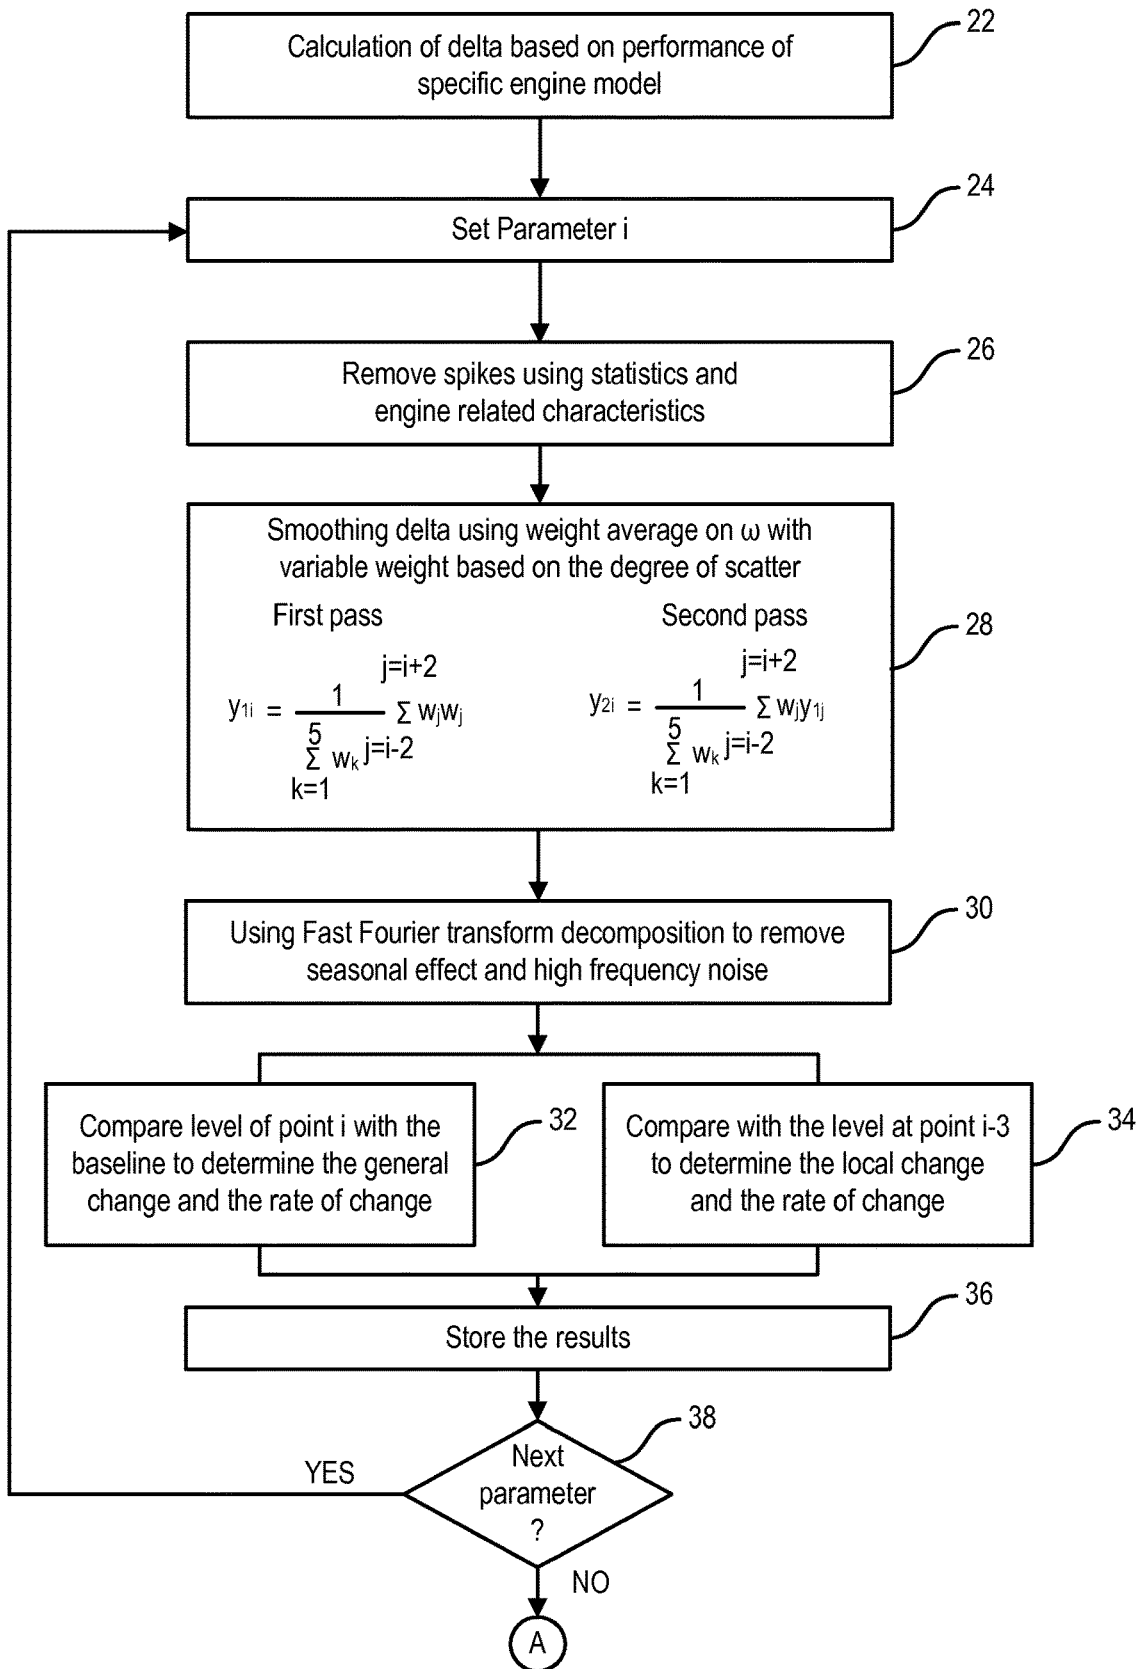 Calculation of delta based on performance of
specific engine model
22
Set Parameter i
24
Remove spikes using statistics and
engine related characteristics
26
Smoothing delta using weight average on ω with
variable weight based on the degree of scatter
First pass
j=i+2
y1i = 1 Σ wjwj
5
Σ wk j=i-2
k=1
Second pass
j=i+2
y2i = 1 Σ wjy1j
5
Σ wk j=i-2
k=1
28
Using Fast Fourier transform decomposition to remove
seasonal effect and high frequency noise
30
Compare level of point i with the
baseline to determine the general
change and the rate of change
32
Compare with the level at point i-3
to determine the local change
and the rate of change
34
Store the results
36
Next
parameter
?
38
YES
NO
A